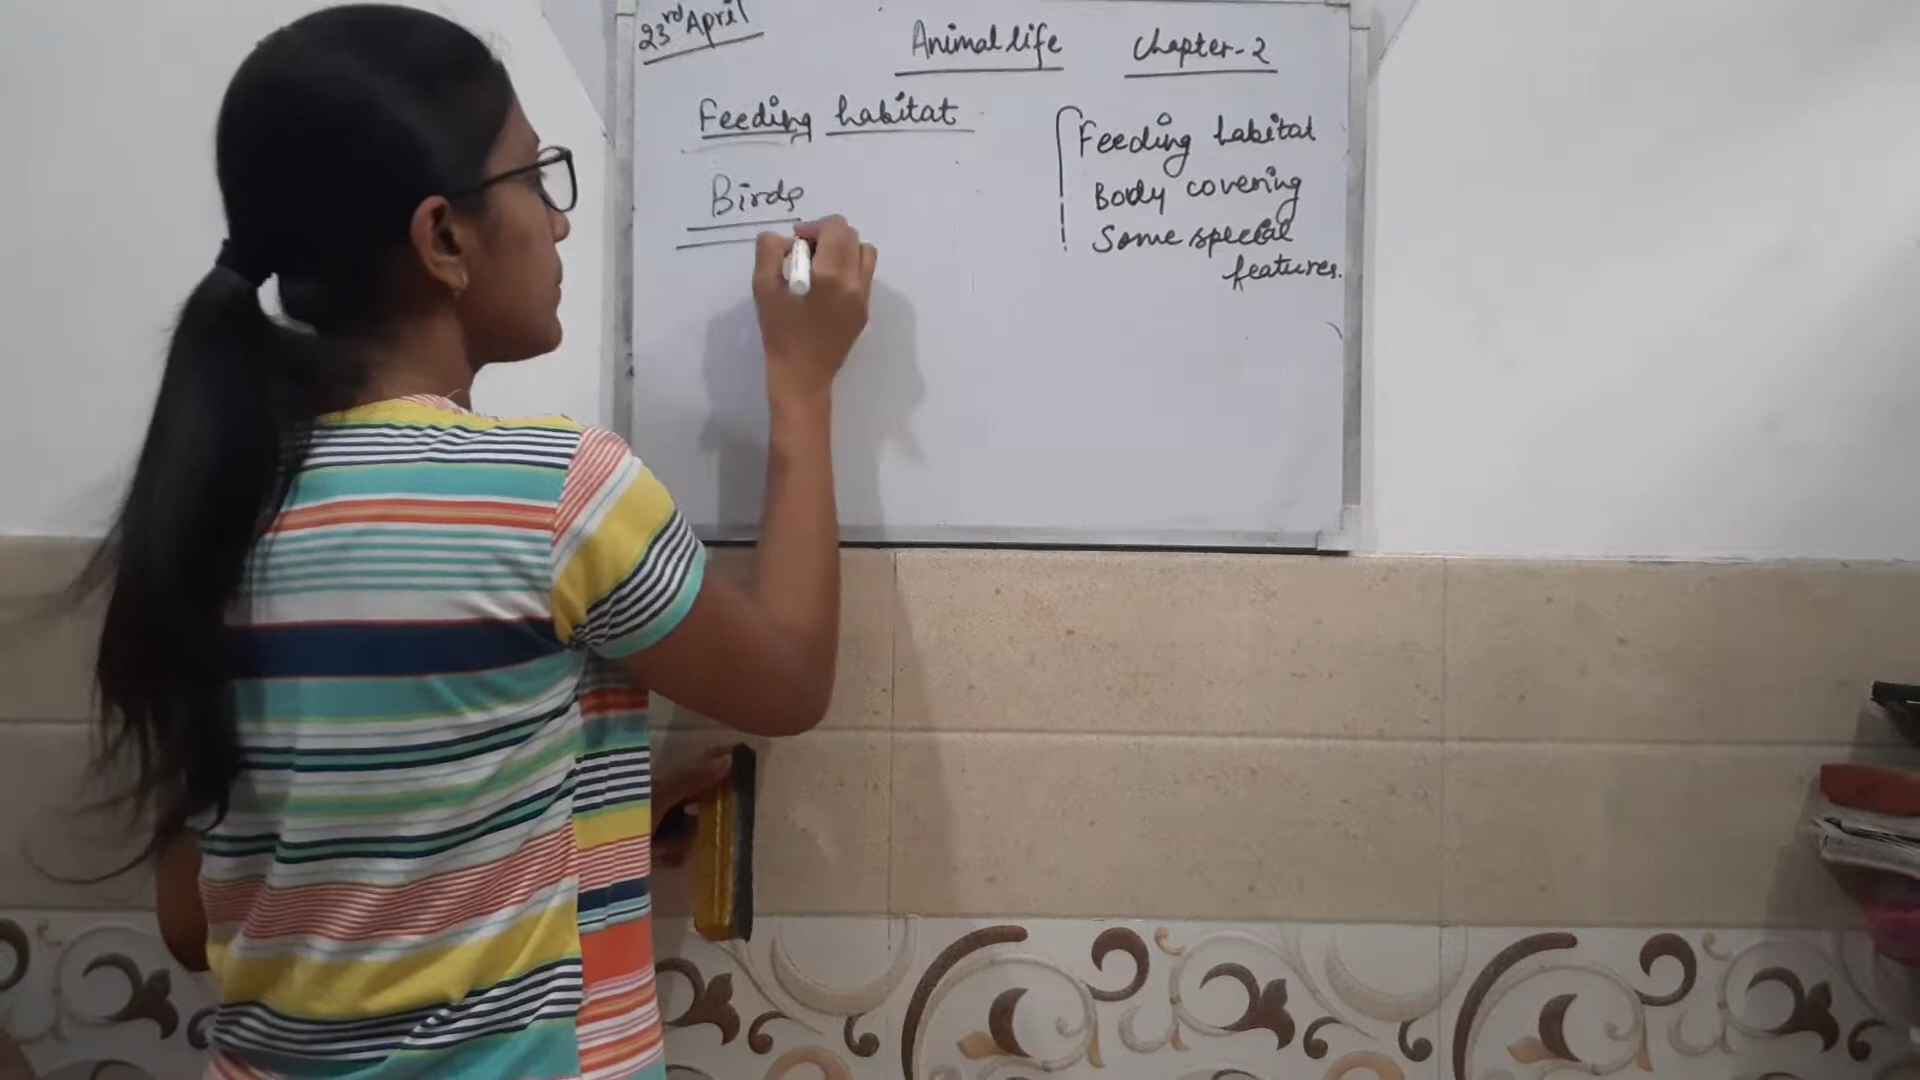 23rd April
Animal life Chapter-2
Feeding habitat
Birds
Feeding habitat
Body covering
Some special
features.